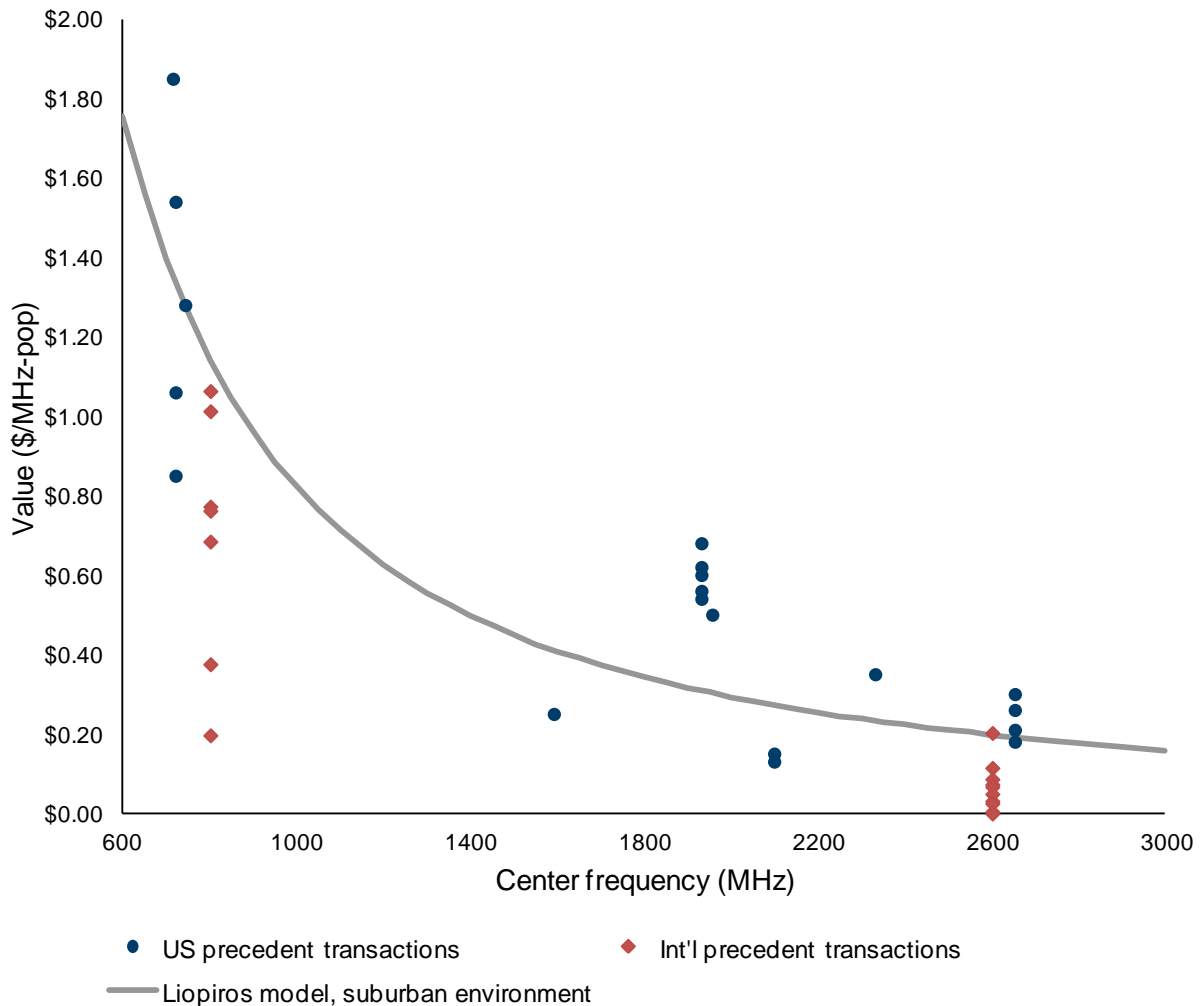 $2.00
$1.80
$1.60
$1.40
$1.20
$1.00
$0.80
$0.60
$0.40
$0.20
$0.00
Value ($/MHz-pop)
600 1000 1400 1800 2200 2600 3000
Center frequency (MHz)
US precedent transactions Int'l precedent transactions
Liopiros model, suburban environment